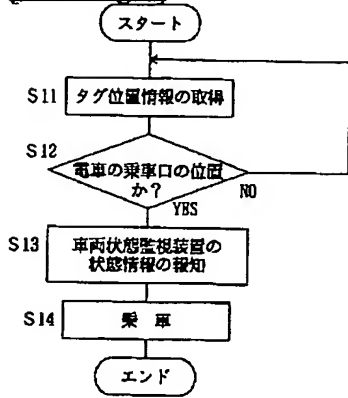 スタート
S11 タグ位置情報の取得
S12
電車の乗車口の位置
か?
NO
YES
S13 車両状態監視装置の
状態情報の報知
S14 乗 車
エンド